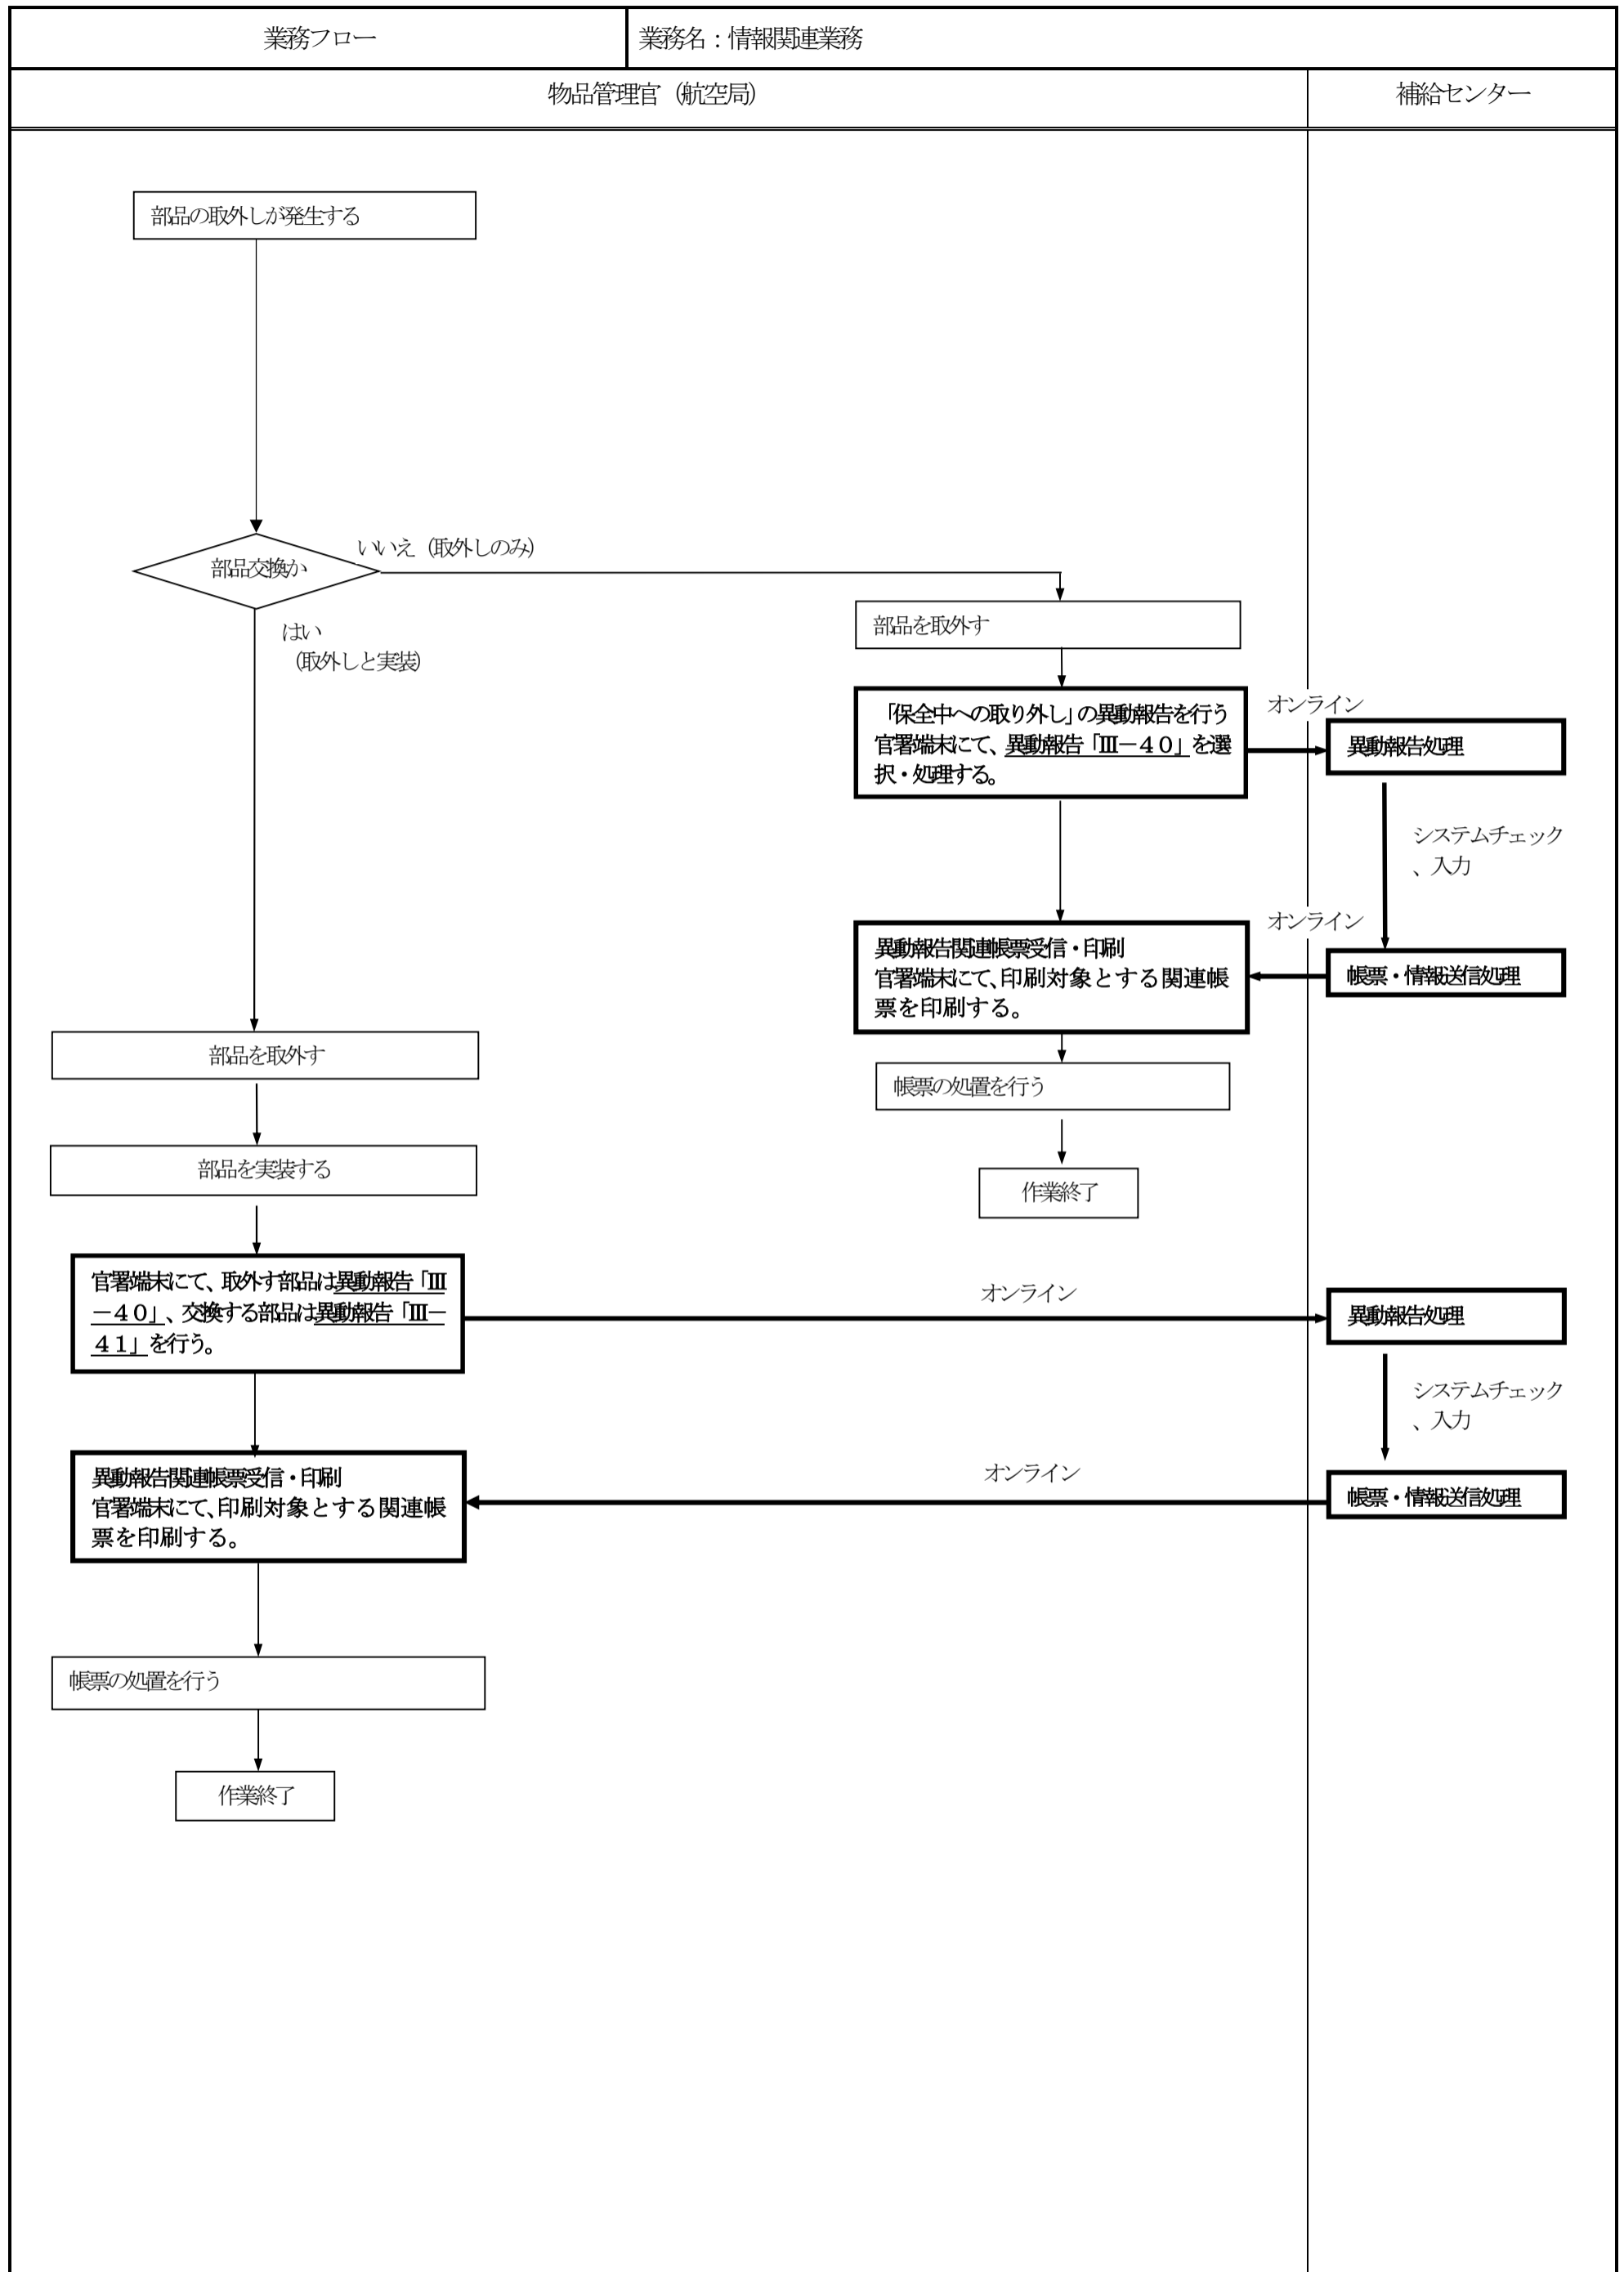 業務フロー
業務名：情報関連業務
物品管理官（航空局）
補給センター
部品の取外しが発生する
部品交換か
いいえ（取外しのみ）
はい
（取外しと実装）
部品を取外す
「保全中への取り外し」の異動報告を行う
官署端末にて、異動報告「Ⅲ－４０」を選
択・処理する。
オンライン
異動報告処理
システムチェック
、入力
オンライン
異動報告関連帳票受信・印刷
官署端末にて、印刷対象とする関連帳
票を印刷する。
帳票・情報送信処理
帳票の処置を行う
作業終了
部品を取外す
部品を実装する
官署端末にて、取外す部品は異動報告「Ⅲ
－４０」、交換する部品は異動報告「Ⅲ－
４１」を行う。
オンライン
異動報告処理
システムチェック
、入力
オンライン
異動報告関連帳票受信・印刷
官署端末にて、印刷対象とする関連帳
票を印刷する。
帳票・情報送信処理
帳票の処置を行う
作業終了